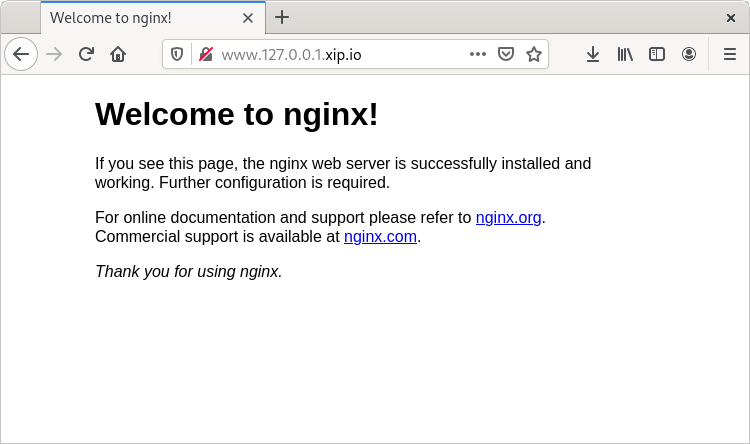 Welcome to nginx!
www.127.0.0.1.xip.io
Welcome to nginx!
If you see this page, the nginx web server is successfully installed and
working. Further configuration is required.
For online documentation and support please refer to nginx.org.
Commercial support is available at nginx.com.
Thank you for using nginx.